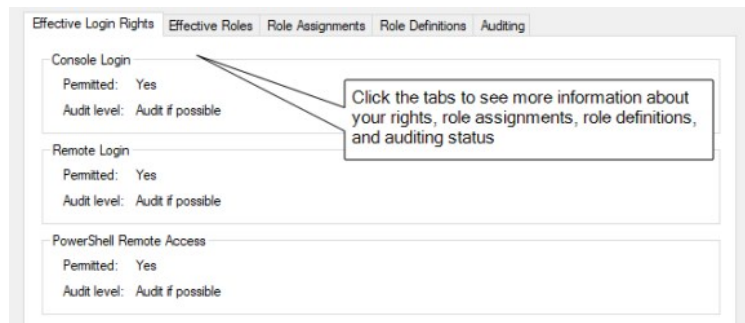 Effective Login Rights Effective Roles Role Assignments Role Definitions Auditing
Console Login
Permitted: Yes
Audit level: Audit if possible
Click the tabs to see more information about
your rights, role assignments, role definitions,
and auditing status
Remote Login
Permitted: Yes
Audit level: Audit if possible
PowerShell Remote Access
Permitted: Yes
Audit level: Audit if possible